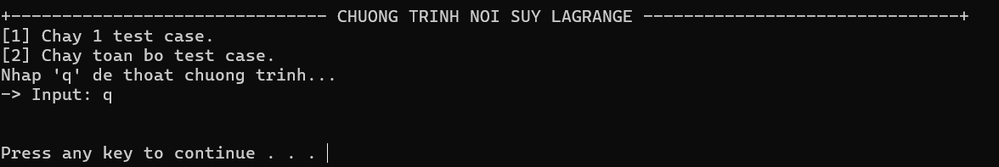 +------------------------------- CHUONG TRINH NOI SUY LAGRANGE -------------------------------+
[1] Chay 1 test case.
[2] Chay toan bo test case.
Nhap 'q' de thoat chuong trinh...
-> Input: q
Press any key to continue . . .